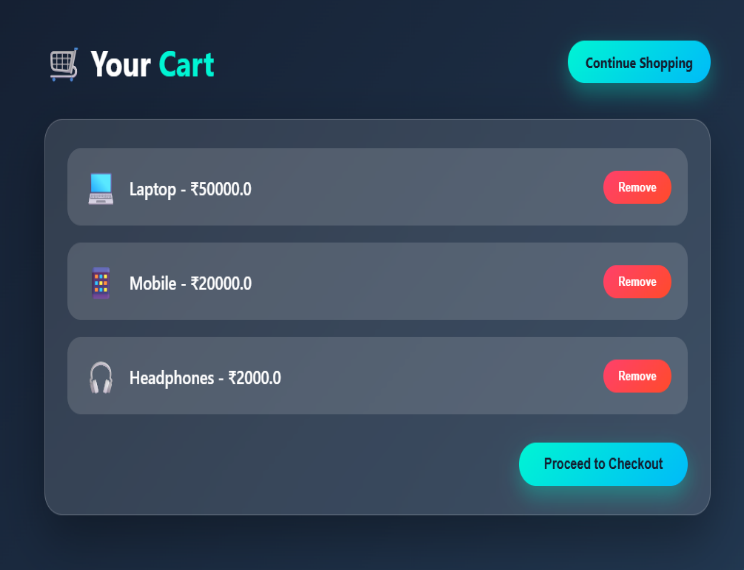 Your Cart
Continue Shopping
Laptop - ₹50000.0
Remove
Mobile - ₹20000.0
Remove
Headphones - ₹2000.0
Remove
Proceed to Checkout